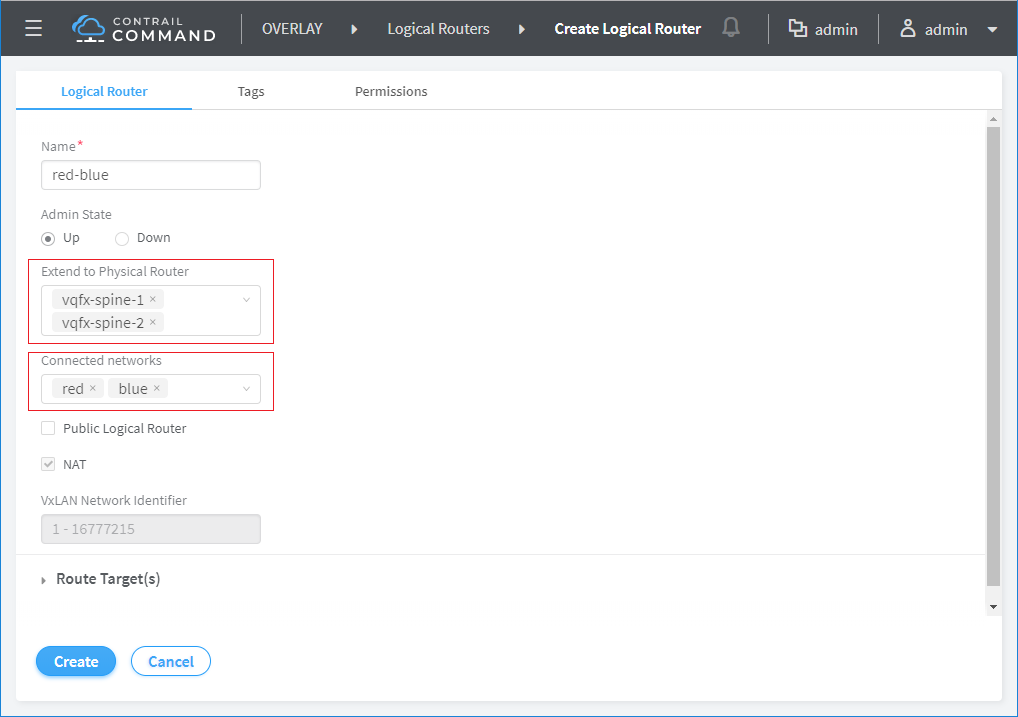 CONTRAIL COMMAND OVERLAY Logical Routers Create Logical Router admin admin
Logical Router Tags Permissions
Name*
red-blue
Admin State
Up Down
Extend to Physical Router
vqfx-spine-1 ×
vqfx-spine-2 ×
Connected networks
red × blue ×
Public Logical Router
NAT
VxLAN Network Identifier
1 - 16777215
Route Target(s)
Create Cancel